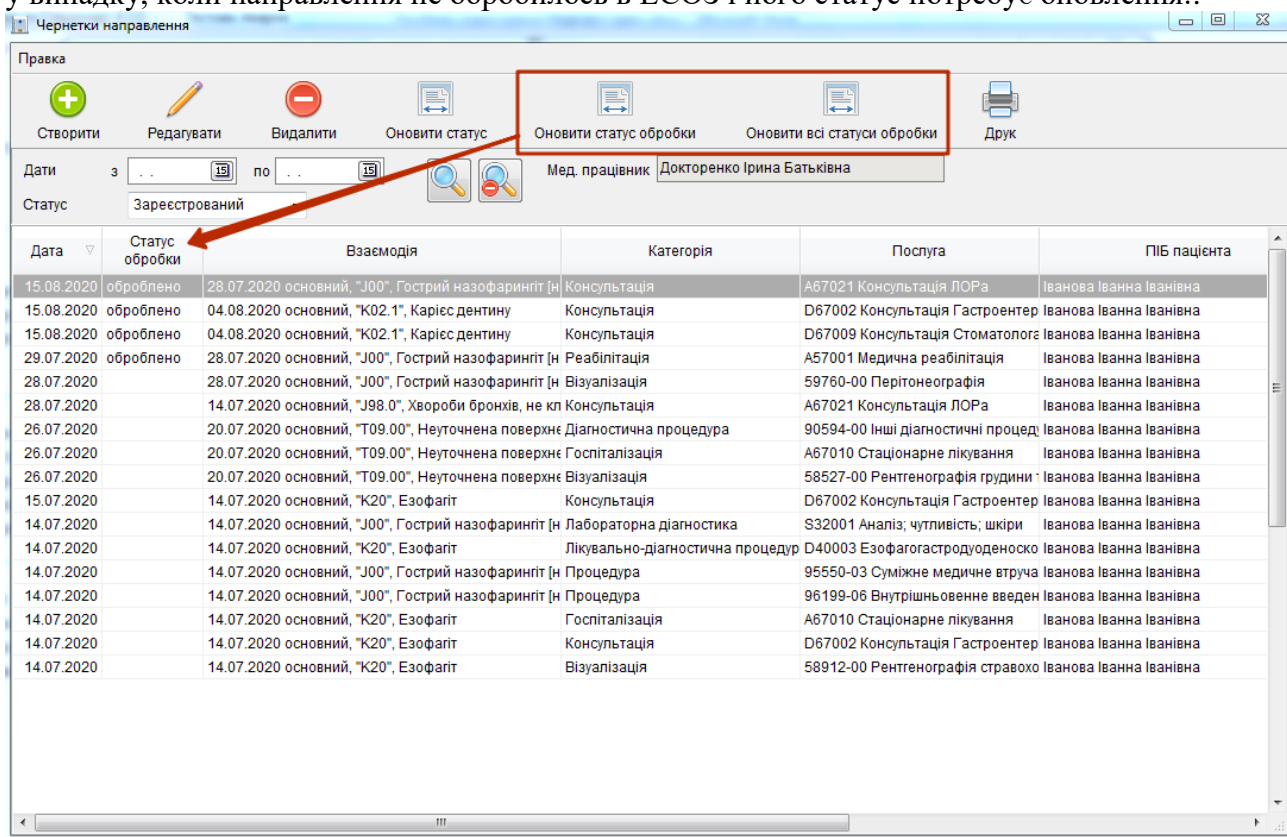 у випадку, коли направлення не обробилось в ЕСОЗ і його статус потребує оновлення..
Чернетки направлення
Правка
Створити Редагувати Видалити Оновити статус Оновити статус обробки Оновити всі статуси обробки Друк
Дати з . . 15 по . . 15 Мед. працівник Докторенко Ірина Батьківна
Статус Зареєстрований
Дата Статус обробки Взаємодія Категорія Послуга ПІБ пацієнта
15.08.2020 оброблено 28.07.2020 основний, "J00", Гострий назофарингіт [н Консультація A67021 Консультація ЛОРа Іванова Іванна Іванівна
15.08.2020 оброблено 04.08.2020 основний, "K02.1", Карієс дентину Консультація D67002 Консультація Гастроентер Іванова Іванна Іванівна
15.08.2020 оброблено 04.08.2020 основний, "K02.1", Карієс дентину Консультація D67009 Консультація Стоматолога Іванова Іванна Іванівна
29.07.2020 оброблено 28.07.2020 основний, "J00", Гострий назофарингіт [н Реабілітація A57001 Медична реабілітація Іванова Іванна Іванівна
28.07.2020 28.07.2020 основний, "J00", Гострий назофарингіт [н Візуалізація 59760-00 Перітонеографія Іванова Іванна Іванівна
28.07.2020 14.07.2020 основний, "J98.0", Хвороби бронхів, не кл Консультація A67021 Консультація ЛОРа Іванова Іванна Іванівна
26.07.2020 20.07.2020 основний, "T09.00", Неуточнена поверхне Діагностична процедура 90594-00 Інші діагностичні процеду Іванова Іванна Іванівна
26.07.2020 20.07.2020 основний, "T09.00", Неуточнена поверхне Госпіталізація A67010 Стаціонарне лікування Іванова Іванна Іванівна
26.07.2020 20.07.2020 основний, "T09.00", Неуточнена поверхне Візуалізація 58527-00 Рентгенографія грудини Іванова Іванна Іванівна
15.07.2020 14.07.2020 основний, "K20", Езофагіт Консультація D67002 Консультація Гастроентер Іванова Іванна Іванівна
14.07.2020 14.07.2020 основний, "J00", Гострий назофарингіт [н Лабораторна діагностика S32001 Аналіз; чутливість; шкіри Іванова Іванна Іванівна
14.07.2020 14.07.2020 основний, "K20", Езофагіт Лікувально-діагностична процедур D40003 Езофагогастродуоденоско Іванова Іванна Іванівна
14.07.2020 14.07.2020 основний, "J00", Гострий назофарингіт [н Процедура 95550-03 Суміжне медичне втруча Іванова Іванна Іванівна
14.07.2020 14.07.2020 основний, "J00", Гострий назофарингіт [н Процедура 96199-06 Внутрішньовенне введен Іванова Іванна Іванівна
14.07.2020 14.07.2020 основний, "K20", Езофагіт Госпіталізація A67010 Стаціонарне лікування Іванова Іванна Іванівна
14.07.2020 14.07.2020 основний, "K20", Езофагіт Консультація D67002 Консультація Гастроентер Іванова Іванна Іванівна
14.07.2020 14.07.2020 основний, "K20", Езофагіт Візуалізація 58912-00 Рентгенографія стравохо Іванова Іванна Іванівна